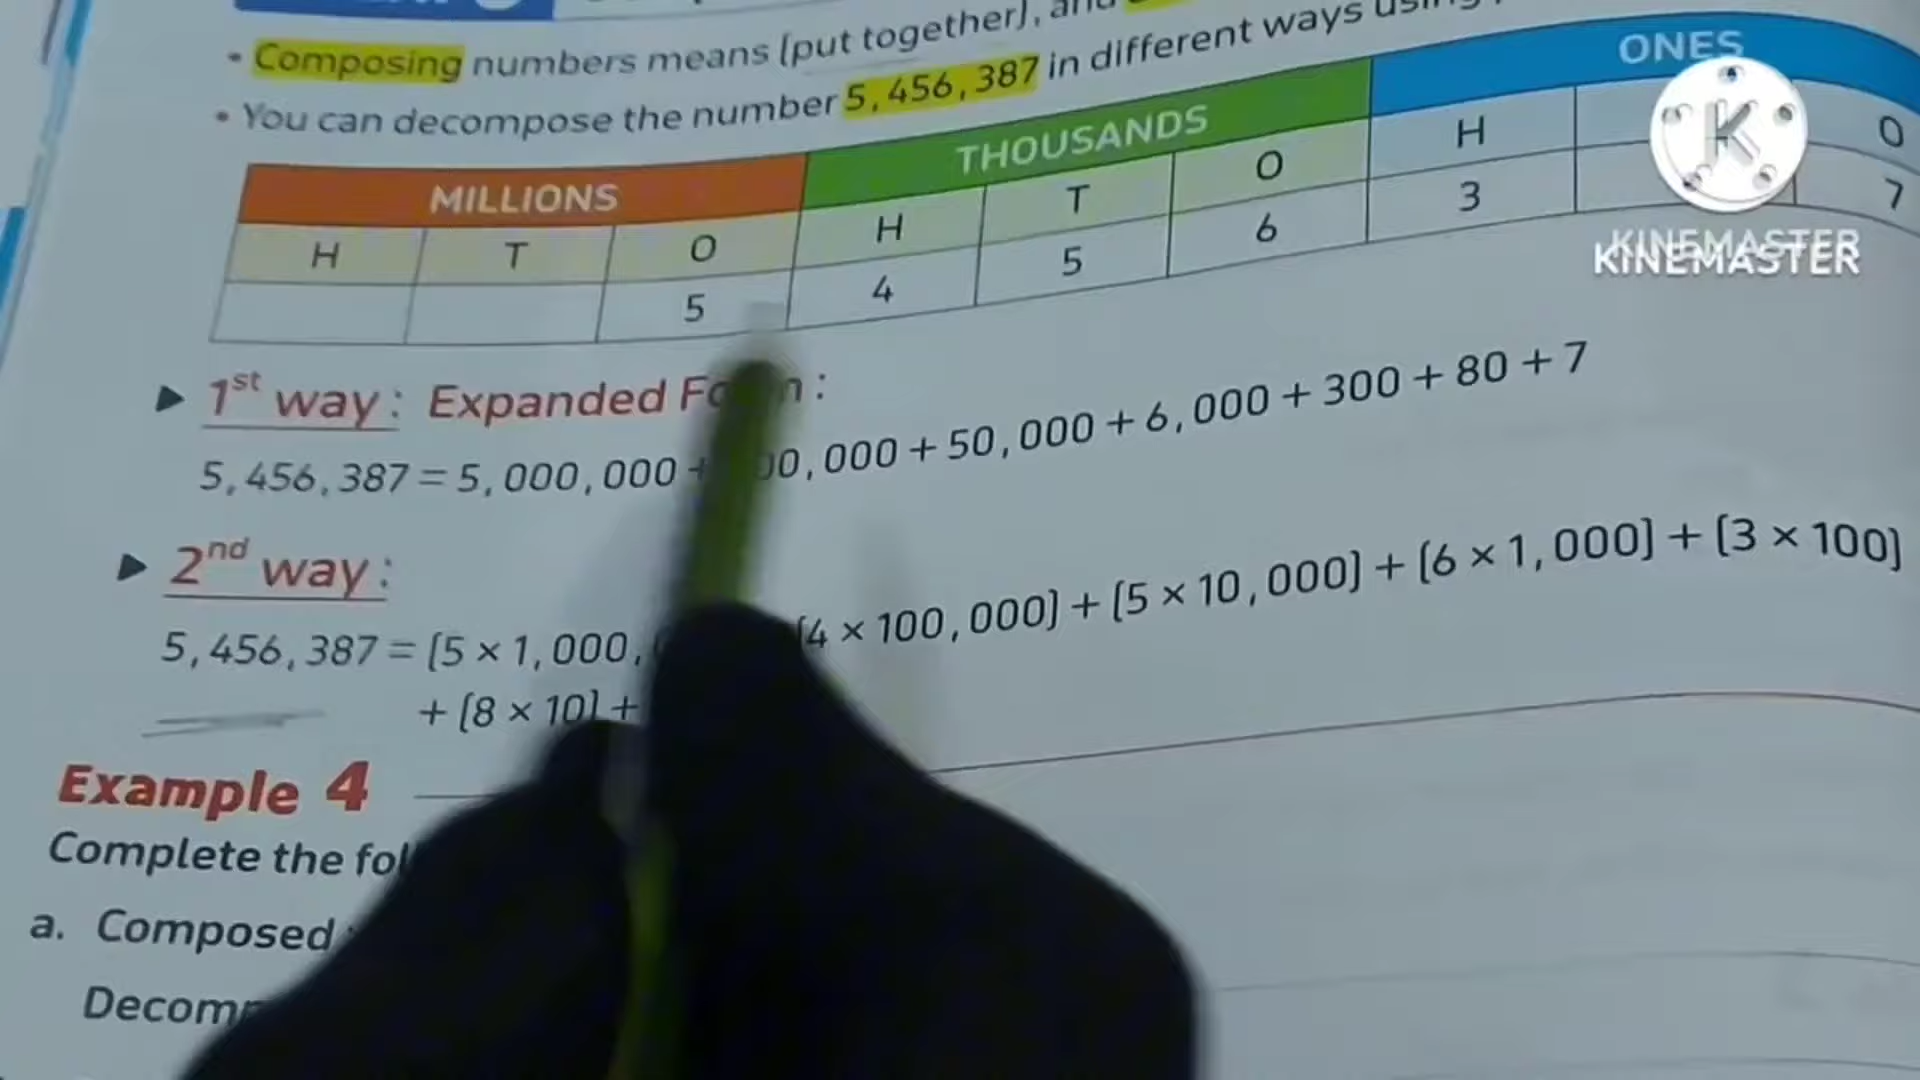 • Composing numbers means (put together), and
• You can decompose the number 5,456,387 in different ways
MILLIONS THOUSANDS ONES
H T O H T O H O
5 4 5 6 3 7
KINEMASTER
1st way: Expanded :
5,456,387 = 5,000,000 + 00,000 + 50,000 + 6,000 + 300 + 80 + 7
2nd way:
5,456,387 = (5 × 1,000, (4 × 100,000) + (5 × 10,000) + (6 × 1,000) + (3 × 100)
+ (8 × 10) +
Example 4
Complete the
a. Composed